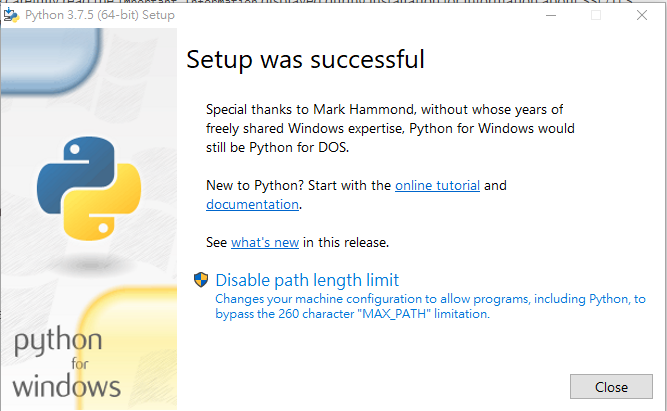 Python 3.7.5 (64-bit) Setup
Setup was successful
Special thanks to Mark Hammond, without whose years of
freely shared Windows expertise, Python for Windows would
still be Python for DOS.
New to Python? Start with the online tutorial and
documentation.
See what's new in this release.
Disable path length limit
Changes your machine configuration to allow programs, including Python, to
bypass the 260 character "MAX_PATH" limitation.
python
for
windows
Close